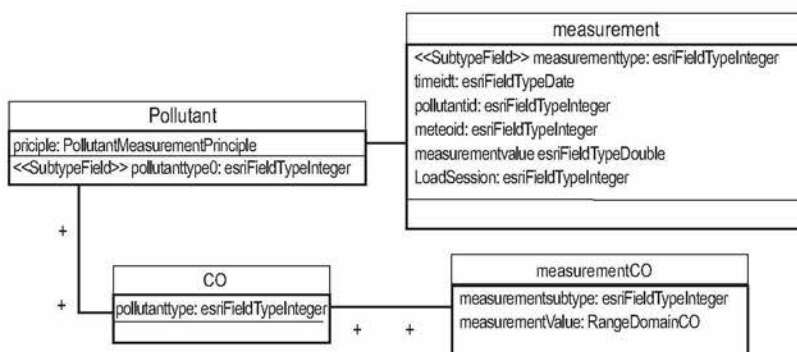 measurement
<<SubtypeField>> measurementtype: esriFieldTypeInteger
timeidt: esriFieldTypeDate
pollutantid: esriFieldTypeInteger
meteoid: esriFieldTypeInteger
measurementvalue esriFieldTypeDouble
LoadSession: esriFieldTypeInteger
Pollutant
priciple: PollutantMeasurementPrinciple
<<SubtypeField>> pollutanttype0: esriFieldTypeInteger
+
+
CO
pollutanttype: esriFieldTypeInteger
+ +
measurementCO
measurementsubtype: esriFieldTypeInteger
measurementValue: RangeDomainCO